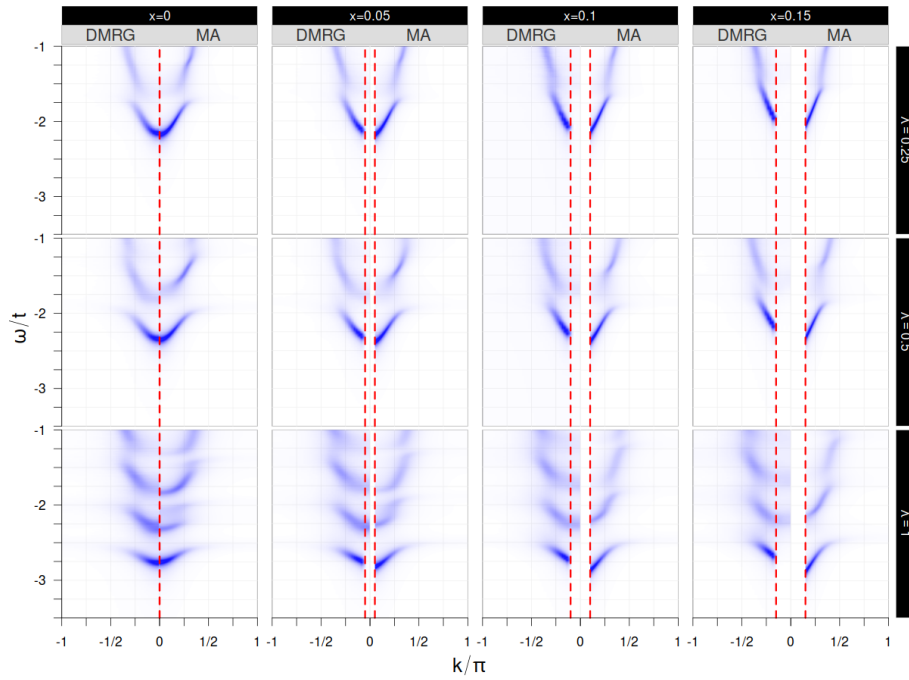 x=0 x=0.05 x=0.1 x=0.15
DMRG MA DMRG MA DMRG MA DMRG MA
-1
-2
-3
λ = 0.25
-1
-2
-3
λ = 0.5
-1
-2
-3
λ = 1
ω/t
-1 -1/2 0 1/2 1 -1 -1/2 0 1/2 1 -1 -1/2 0 1/2 1 -1 -1/2 0 1/2 1
k/π